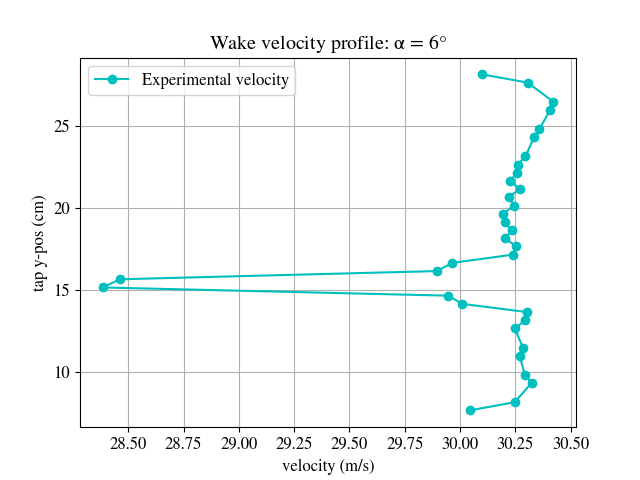 Wake velocity profile: α = 6°
Experimental velocity
tap y-pos (cm)
25
20
15
10
28.50 28.75 29.00 29.25 29.50 29.75 30.00 30.25 30.50
velocity (m/s)